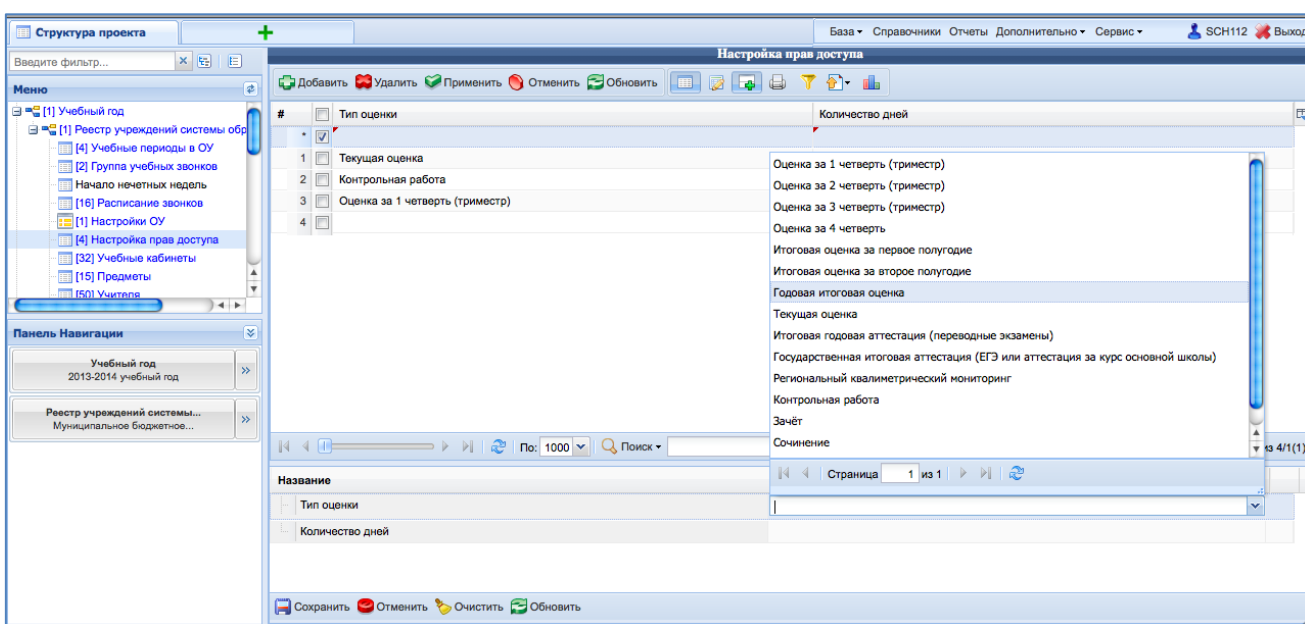 Структура проекта
База Справочники Отчеты Дополнительно Сервис SCH112 Выход
Введите фильтр...
Настройка прав доступа
Меню
Добавить Удалить Применить Отменить Обновить
# Тип оценки Количество дней
*
1 Текущая оценка
2 Контрольная работа
3 Оценка за 1 четверть (триместр)
4
[1] Учебный год
[1] Реестр учреждений системы обр
[4] Учебные периоды в ОУ
[2] Группа учебных звонков
Начало нечетных недель
[16] Расписание звонков
[1] Настройки ОУ
[4] Настройка прав доступа
[32] Учебные кабинеты
[15] Предметы
[50] Учителя
Панель Навигации
Учебный год
2013-2014 учебный год
Реестр учреждений системы...
Муниципальное бюджетное...
Оценка за 1 четверть (триместр)
Оценка за 2 четверть (триместр)
Оценка за 3 четверть (триместр)
Оценка за 4 четверть
Итоговая оценка за первое полугодие
Итоговая оценка за второе полугодие
Годовая итоговая оценка
Текущая оценка
Итоговая годовая аттестация (переводные экзамены)
Государственная итоговая аттестация (ЕГЭ или аттестация за курс основной школы)
Региональный квалиметрический мониторинг
Контрольная работа
Зачёт
Сочинение
Страница 1 из 1
По: 1000 Поиск
из 4/1(1)
Название
Тип оценки
Количество дней
Сохранить Отменить Очистить Обновить